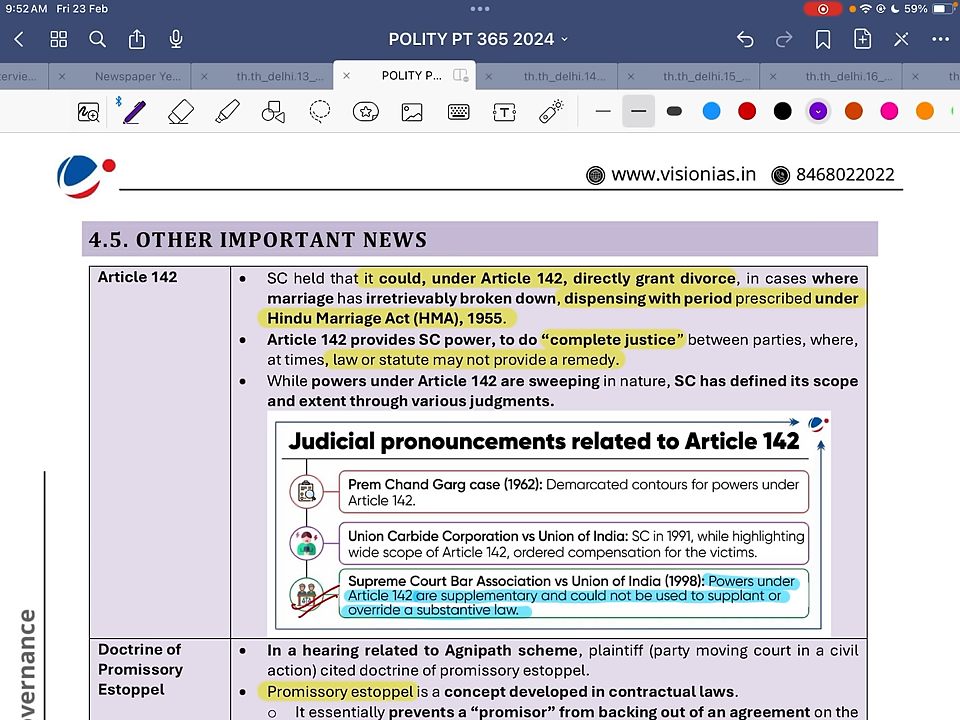 9:52 AM Fri 23 Feb
59%
POLITY PT 365 2024
tervie...
Newspaper Ye...
th.th_delhi.13_...
POLITY P...
th.th_delhi.14...
th.th_delhi.15_...
th.th_delhi.16_...
th
www.visionias.in 8468022022
4.5. OTHER IMPORTANT NEWS
Article 142
• SC held that it could, under Article 142, directly grant divorce, in cases where
marriage has irretrievably broken down, dispensing with period prescribed under
Hindu Marriage Act (HMA), 1955.
• Article 142 provides SC power, to do “complete justice” between parties, where,
at times, law or statute may not provide a remedy.
• While powers under Article 142 are sweeping in nature, SC has defined its scope
and extent through various judgments.
Judicial pronouncements related to Article 142
Prem Chand Garg case (1962): Demarcated contours for powers under
Article 142.
Union Carbide Corporation vs Union of India: SC in 1991, while highlighting
wide scope of Article 142, ordered compensation for the victims.
Supreme Court Bar Association vs Union of India (1998): Powers under
Article 142 are supplementary and could not be used to supplant or
override a substantive law.
Doctrine of
Promissory
Estoppel
• In a hearing related to Agnipath scheme, plaintiff (party moving court in a civil
action) cited doctrine of promissory estoppel.
• Promissory estoppel is a concept developed in contractual laws.
o It essentially prevents a “promisor” from backing out of an agreement on the
overnance